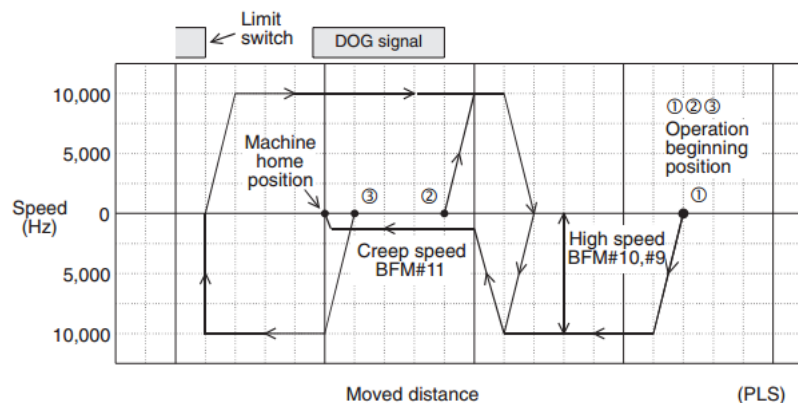 Limit
switch
DOG signal
10,000
5,000
0
5,000
10,000
Speed
(Hz)
Machine
home
position
③
②
①②③
Operation
beginning
position
①
Creep speed
BFM#11
High speed
BFM#10,#9
Moved distance
(PLS)